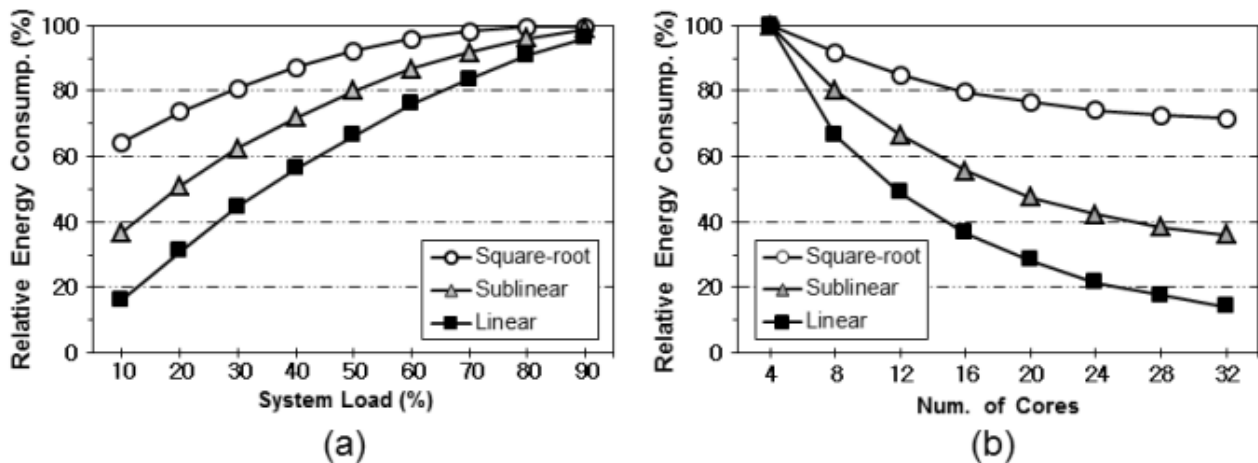 Relative Energy Consump. (%)
100
80
60
40
20
0
Square-root
Sublinear
Linear
10 20 30 40 50 60 70 80 90
System Load (%)
(a)
Relative Energy Consump. (%)
100
80
60
40
20
0
Square-root
Sublinear
Linear
4 8 12 16 20 24 28 32
Num. of Cores
(b)